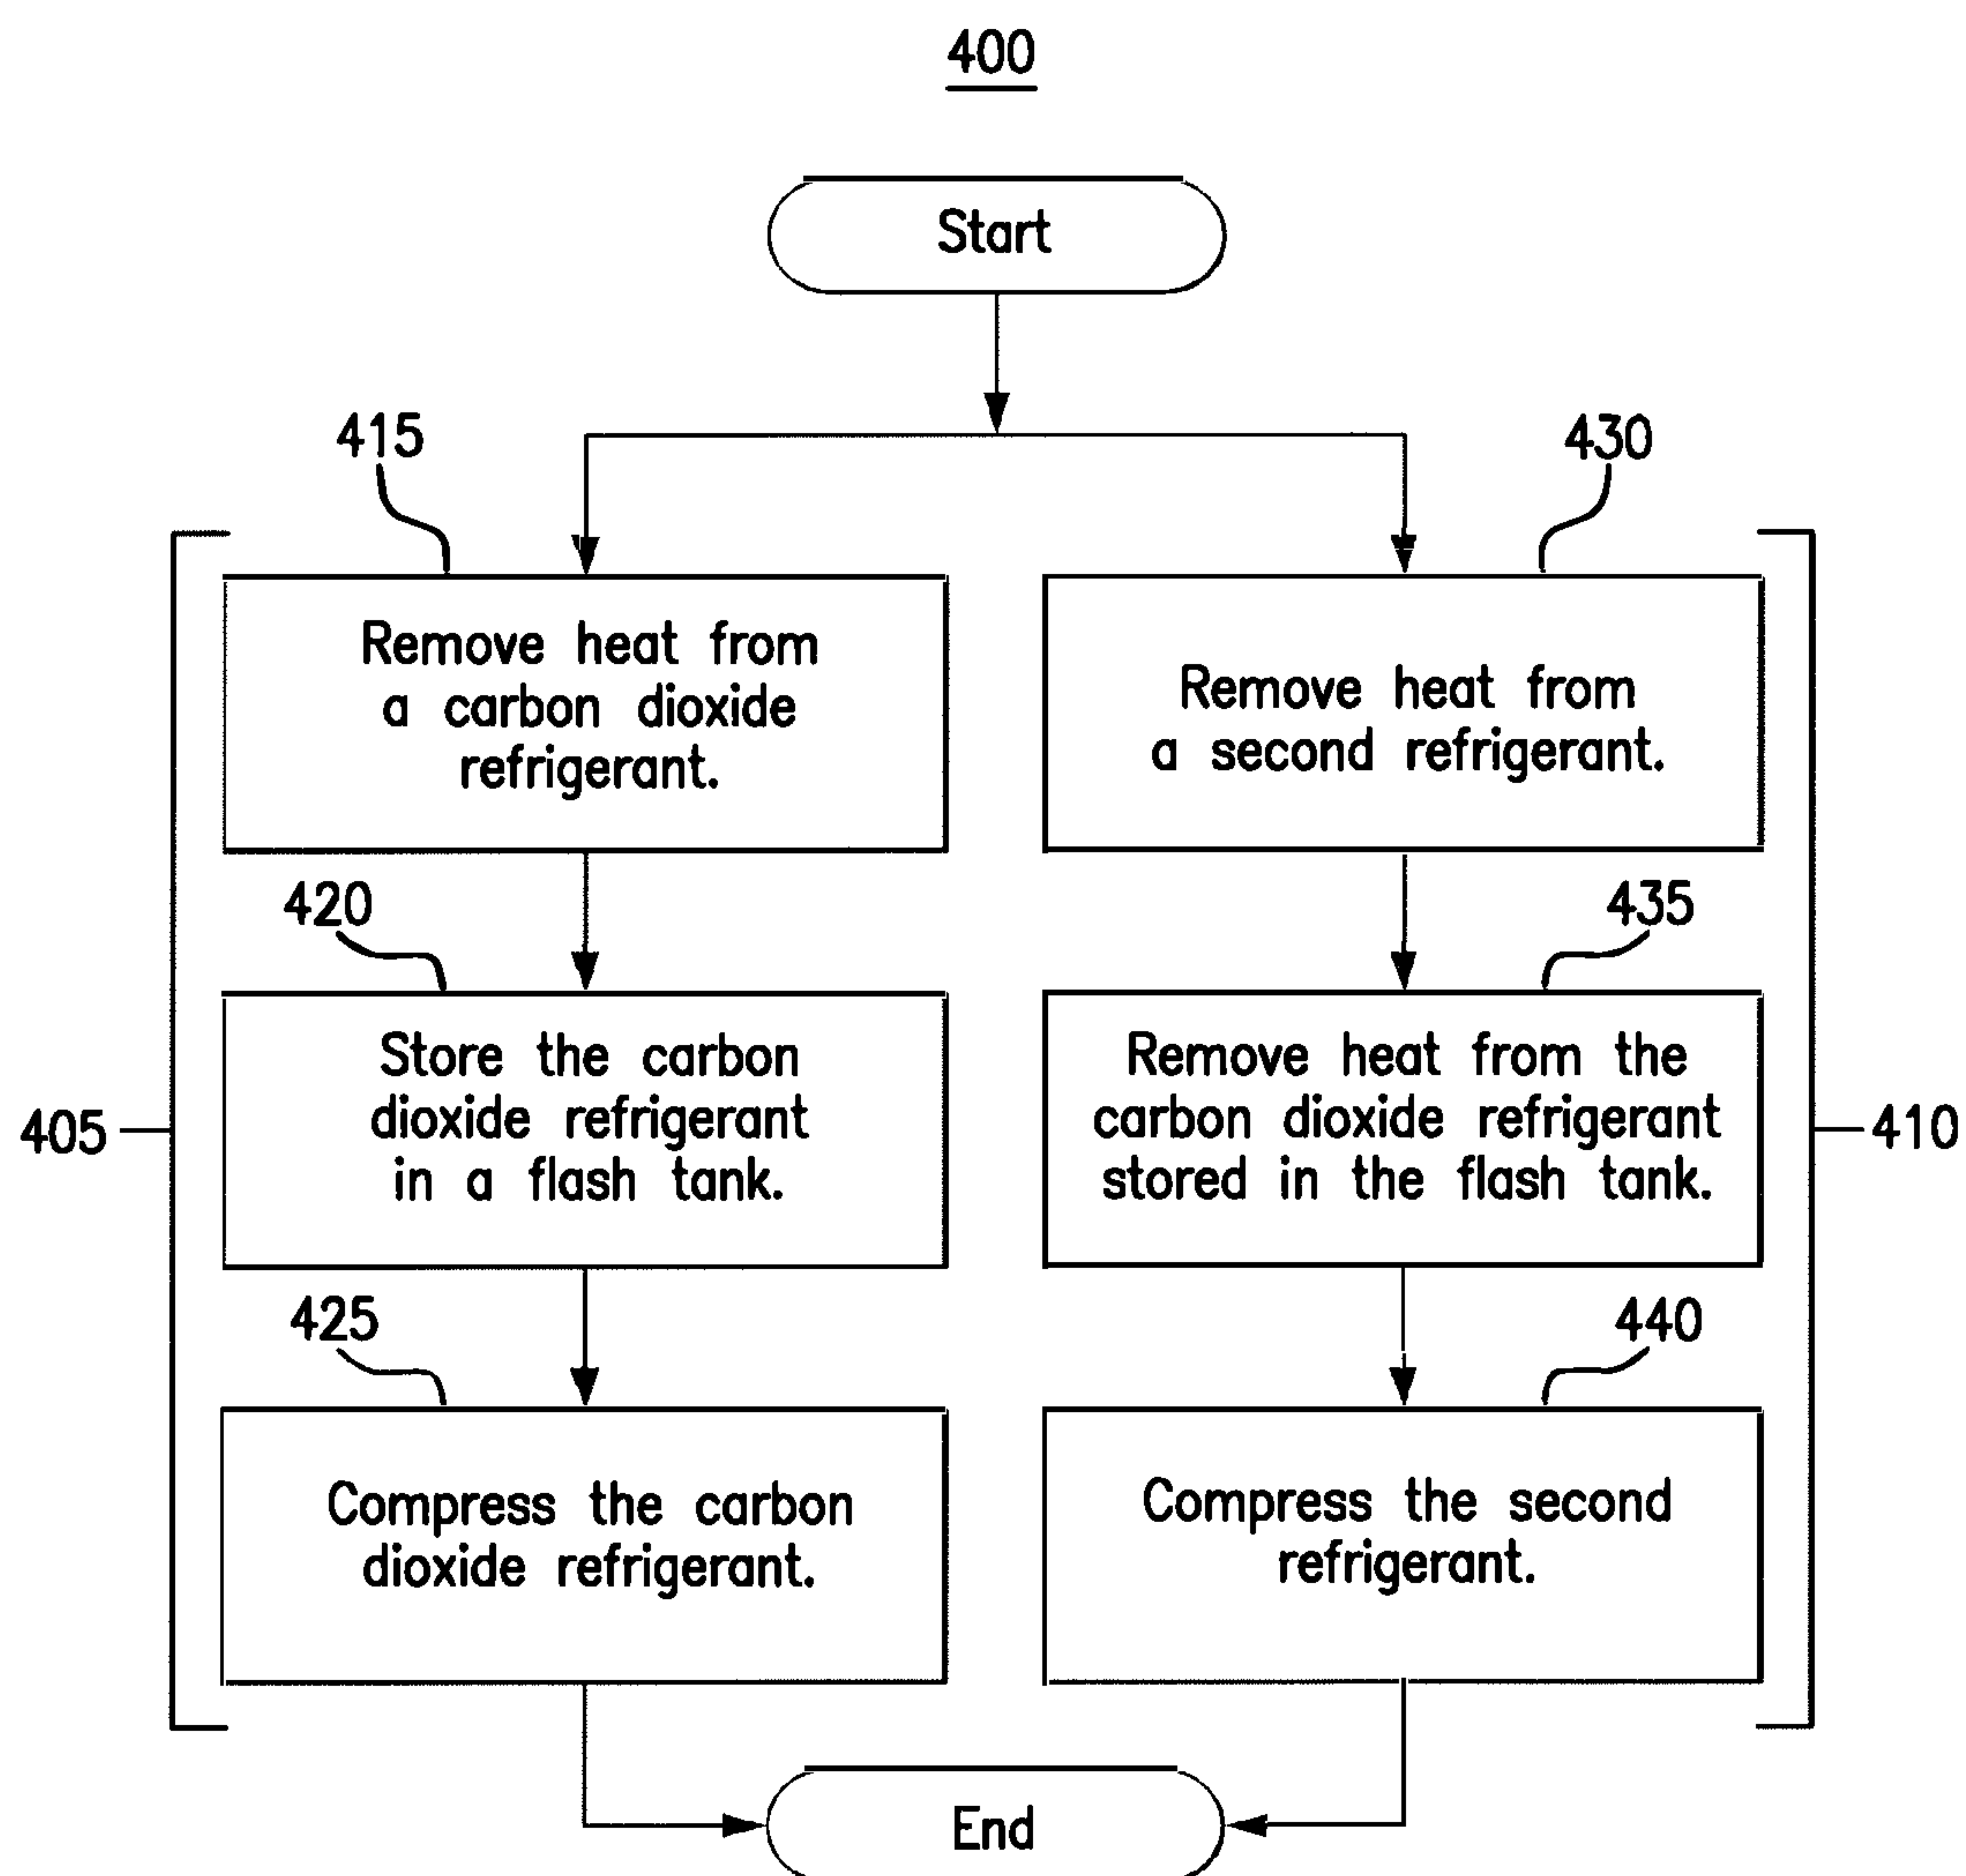 400
Start
415
430
Remove heat from
a carbon dioxide
refrigerant.
Remove heat from
a second refrigerant.
420
435
Store the carbon
dioxide refrigerant
in a flash tank.
Remove heat from the
carbon dioxide refrigerant
stored in the flash tank.
405
410
425
440
Compress the carbon
dioxide refrigerant.
Compress the second
refrigerant.
End